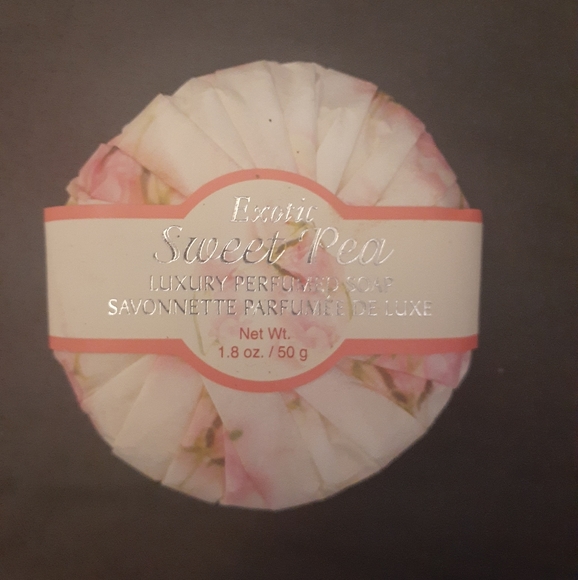 Exotic
Sweet Pea
LUXURY PERFUMED SOAP
SAVONNETTE PARFUMÉE DE LUXE
Net Wt.
1.8 oz. / 50 g